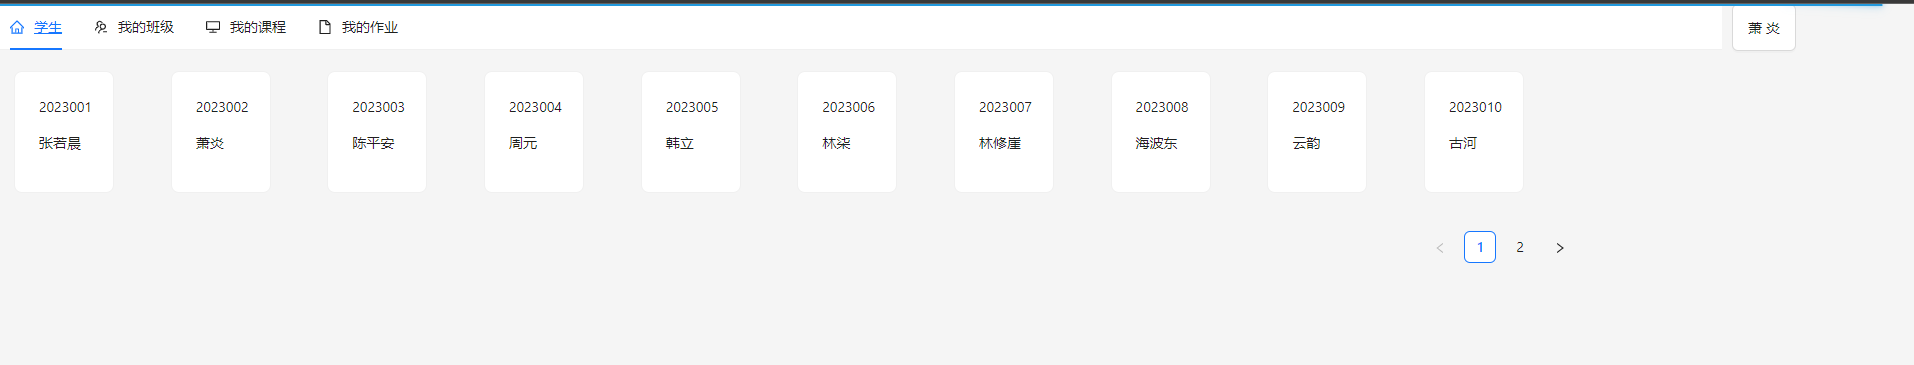 学生 我的班级 我的课程 我的作业 萧 炎
2023001 2023002 2023003 2023004 2023005 2023006 2023007 2023008 2023009 2023010
张若晨 萧炎 陈平安 周元 韩立 林柒 林修崖 海波东 云韵 古河
1 2